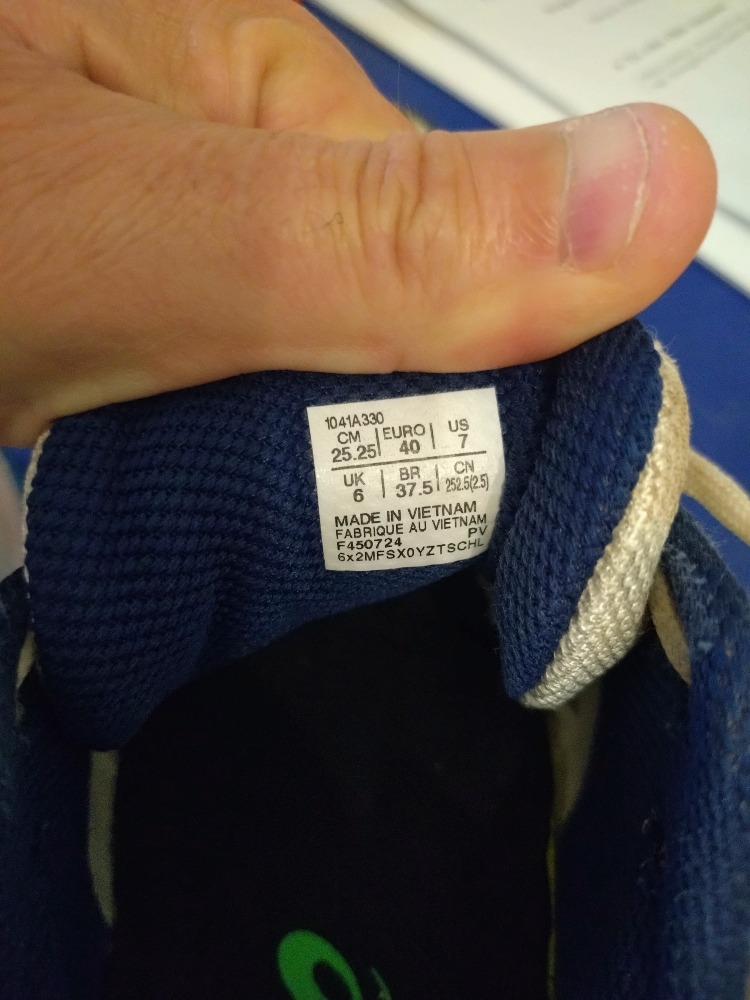 1041A330
CM EURO US
25.25 40 7
UK BR CN
6 37.5 252.5(2.5)
MADE IN VIETNAM
FABRIQUE AU VIETNAM
F450724 PV
6x2MFSX0YZTSCHL